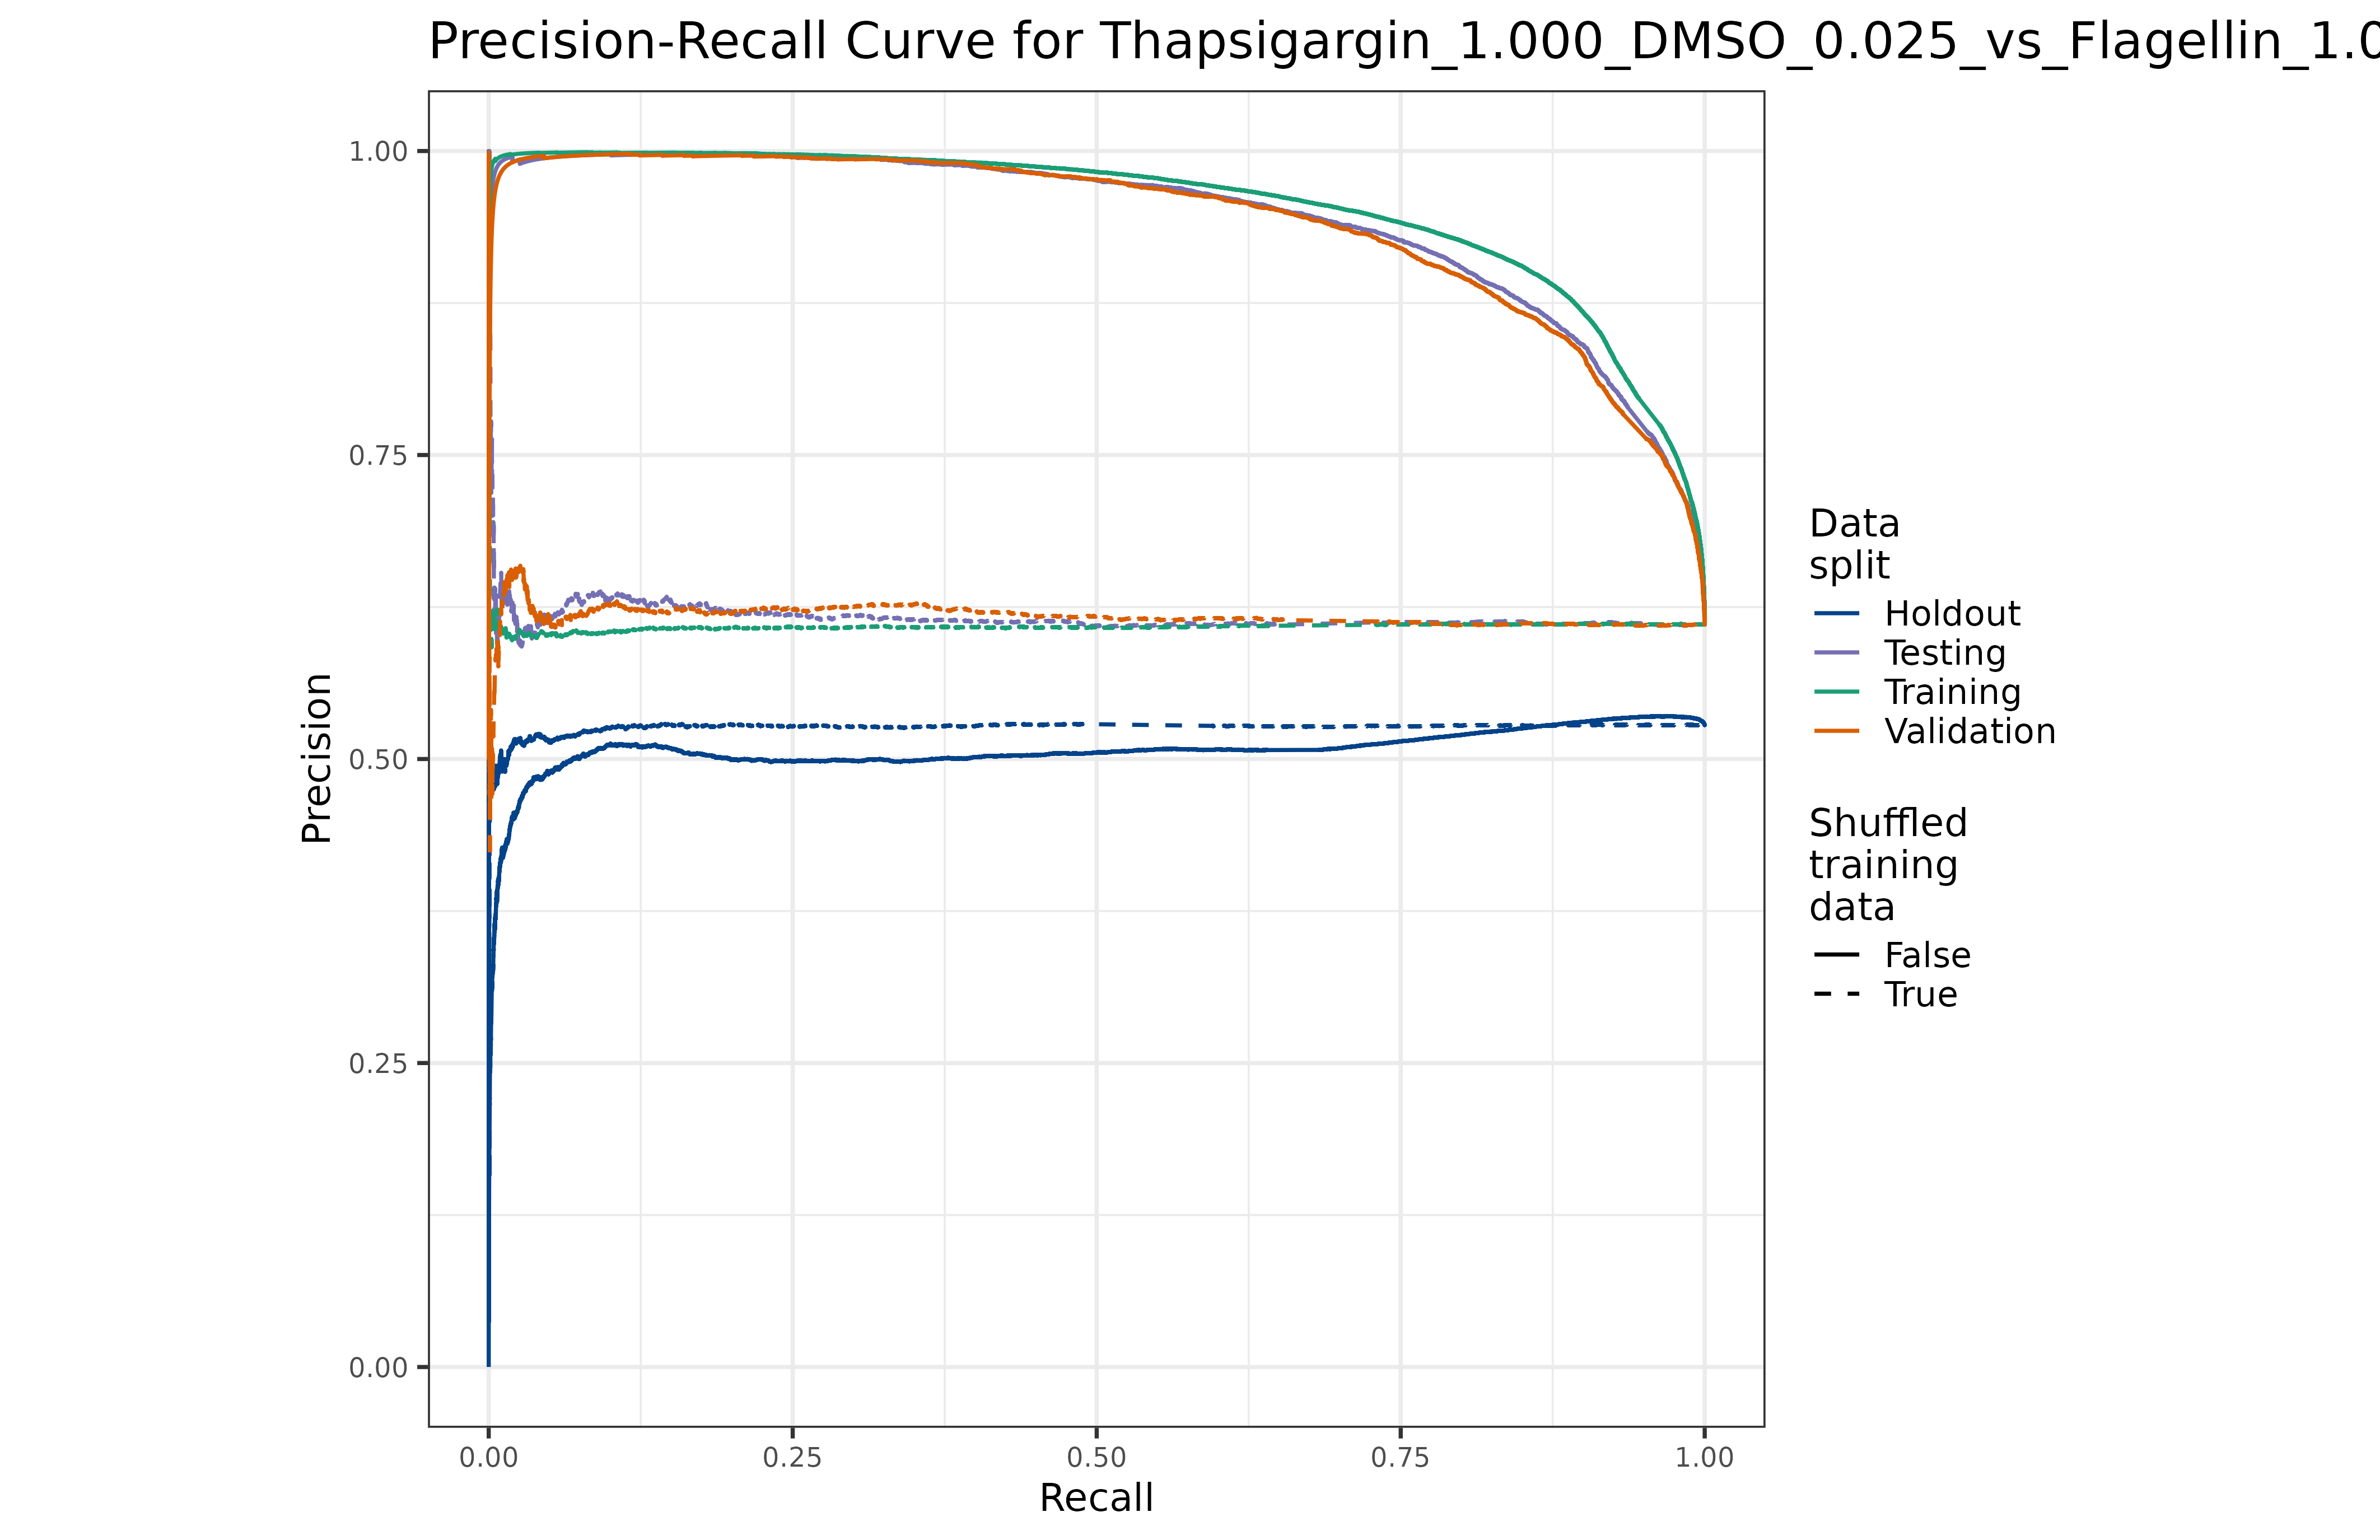 Precision-Recall Curve for Thapsigargin_1.000_DMSO_0.025_vs_Flagellin_1.0
1.00
0.75
0.50
0.25
0.00
Precision
0.00 0.25 0.50 0.75 1.00
Recall
Data
split
Holdout
Testing
Training
Validation
Shuffled
training
data
False
True